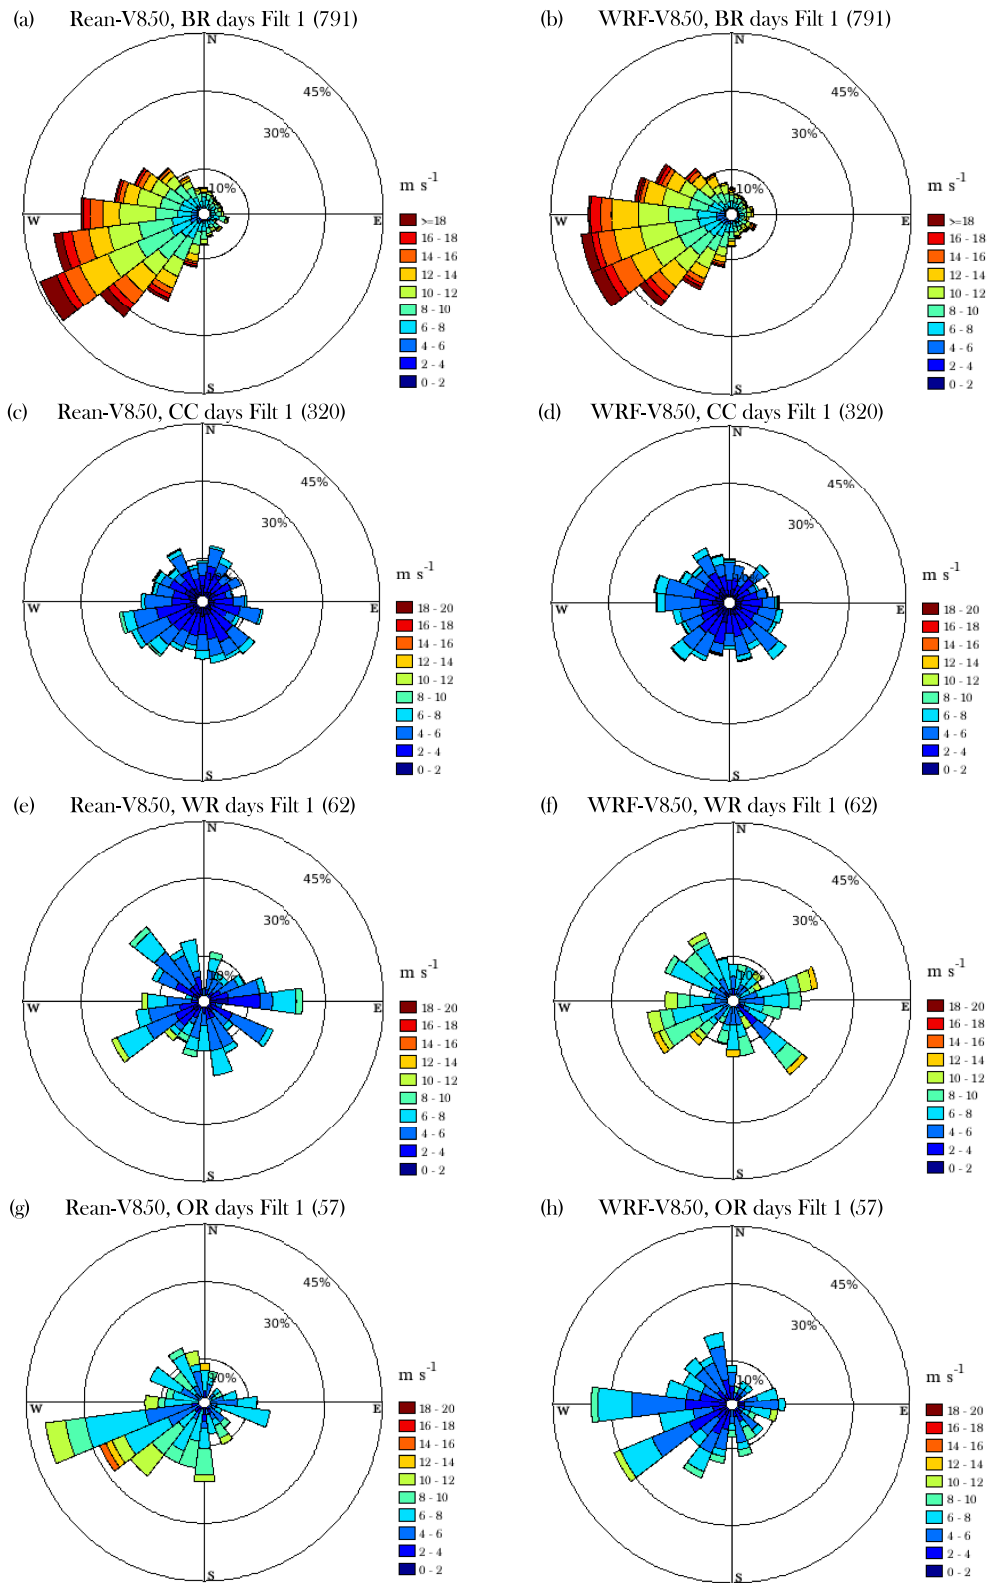 (a) Rean-V850, BR days Filt 1 (791)
N
45%
30%
10%
W
E
S
m s-1
>=18
16 - 18
14 - 16
12 - 14
10 - 12
8 - 10
6 - 8
4 - 6
2 - 4
0 - 2
(b) WRF-V850, BR days Filt 1 (791)
N
45%
30%
10%
W
E
S
m s-1
>=18
16 - 18
14 - 16
12 - 14
10 - 12
8 - 10
6 - 8
4 - 6
2 - 4
0 - 2
(c) Rean-V850, CC days Filt 1 (320)
N
45%
30%
W
E
S
m s-1
18 - 20
16 - 18
14 - 16
12 - 14
10 - 12
8 - 10
6 - 8
4 - 6
2 - 4
0 - 2
(d) WRF-V850, CC days Filt 1 (320)
N
45%
30%
W
E
S
m s-1
18 - 20
16 - 18
14 - 16
12 - 14
10 - 12
8 - 10
6 - 8
4 - 6
2 - 4
0 - 2
(e) Rean-V850, WR days Filt 1 (62)
N
45%
30%
10%
W
E
S
m s-1
18 - 20
16 - 18
14 - 16
12 - 14
10 - 12
8 - 10
6 - 8
4 - 6
2 - 4
0 - 2
(f) WRF-V850, WR days Filt 1 (62)
N
45%
30%
10%
W
E
S
m s-1
18 - 20
16 - 18
14 - 16
12 - 14
10 - 12
8 - 10
6 - 8
4 - 6
2 - 4
0 - 2
(g) Rean-V850, OR days Filt 1 (57)
N
45%
30%
10%
W
E
S
m s-1
18 - 20
16 - 18
14 - 16
12 - 14
10 - 12
8 - 10
6 - 8
4 - 6
2 - 4
0 - 2
(h) WRF-V850, OR days Filt 1 (57)
N
45%
30%
10%
W
E
S
m s-1
18 - 20
16 - 18
14 - 16
12 - 14
10 - 12
8 - 10
6 - 8
4 - 6
2 - 4
0 - 2